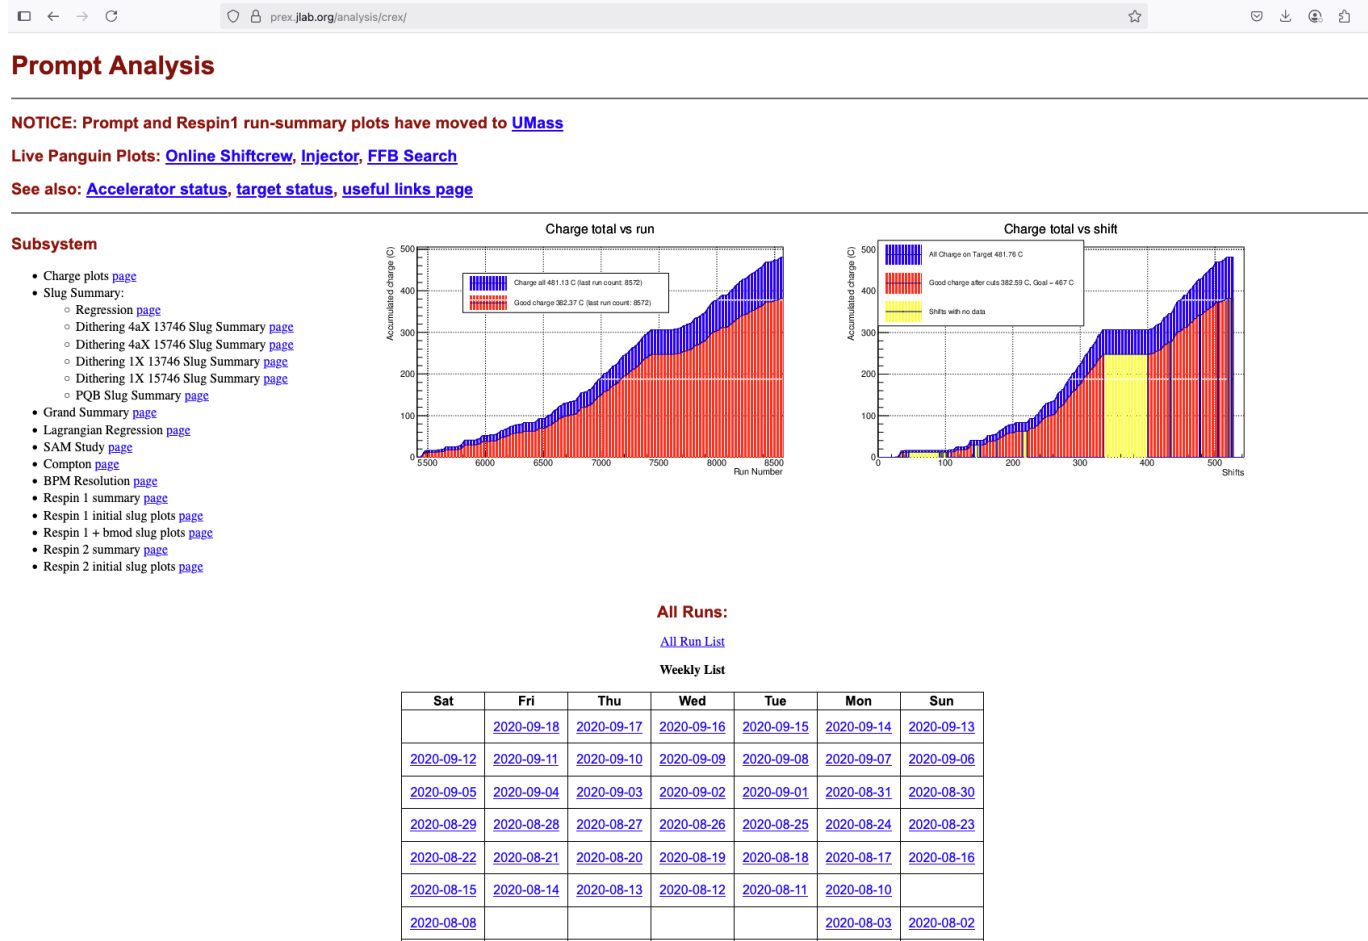 prex.jlab.org/analysis/crex/
Prompt Analysis
NOTICE: Prompt and Respin1 run-summary plots have moved to UMass
Live Panguin Plots: Online Shiftcrew, Injector, FFB Search
See also: Accelerator status, target status, useful links page
Subsystem
• Charge plots page
• Slug Summary:
○ Regression page
○ Dithering 4aX 13746 Slug Summary page
○ Dithering 4aX 15746 Slug Summary page
○ Dithering 1X 13746 Slug Summary page
○ Dithering 1X 15746 Slug Summary page
○ PQB Slug Summary page
• Grand Summary page
• Lagrangian Regression page
• SAM Study page
• Compton page
• BPM Resolution page
• Respin 1 summary page
• Respin 1 initial slug plots page
• Respin 1 + bmod slug plots page
• Respin 2 summary page
• Respin 2 initial slug plots page
Charge total vs run
Accumulated charge (C)
500
400
300
200
100
0
Charge all 481.13 C (last run count: 8572)
Good charge 382.37 C (last run count: 8572)
5500 6000 6500 7000 7500 8000 8500
Run Number
Charge total vs shift
Accumulated charge (C)
500
400
300
200
100
0
All Charge on Target 481.76 C
Good charge after cuts 382.59 C, Goal = 467 C
Shifts with no data
0 100 200 300 400 500
Shifts
All Runs:
All Run List
Weekly List
Sat Fri Thu Wed Tue Mon Sun
2020-09-18 2020-09-17 2020-09-16 2020-09-15 2020-09-14 2020-09-13
2020-09-12 2020-09-11 2020-09-10 2020-09-09 2020-09-08 2020-09-07 2020-09-06
2020-09-05 2020-09-04 2020-09-03 2020-09-02 2020-09-01 2020-08-31 2020-08-30
2020-08-29 2020-08-28 2020-08-27 2020-08-26 2020-08-25 2020-08-24 2020-08-23
2020-08-22 2020-08-21 2020-08-20 2020-08-19 2020-08-18 2020-08-17 2020-08-16
2020-08-15 2020-08-14 2020-08-13 2020-08-12 2020-08-11 2020-08-10
2020-08-08 2020-08-03 2020-08-02